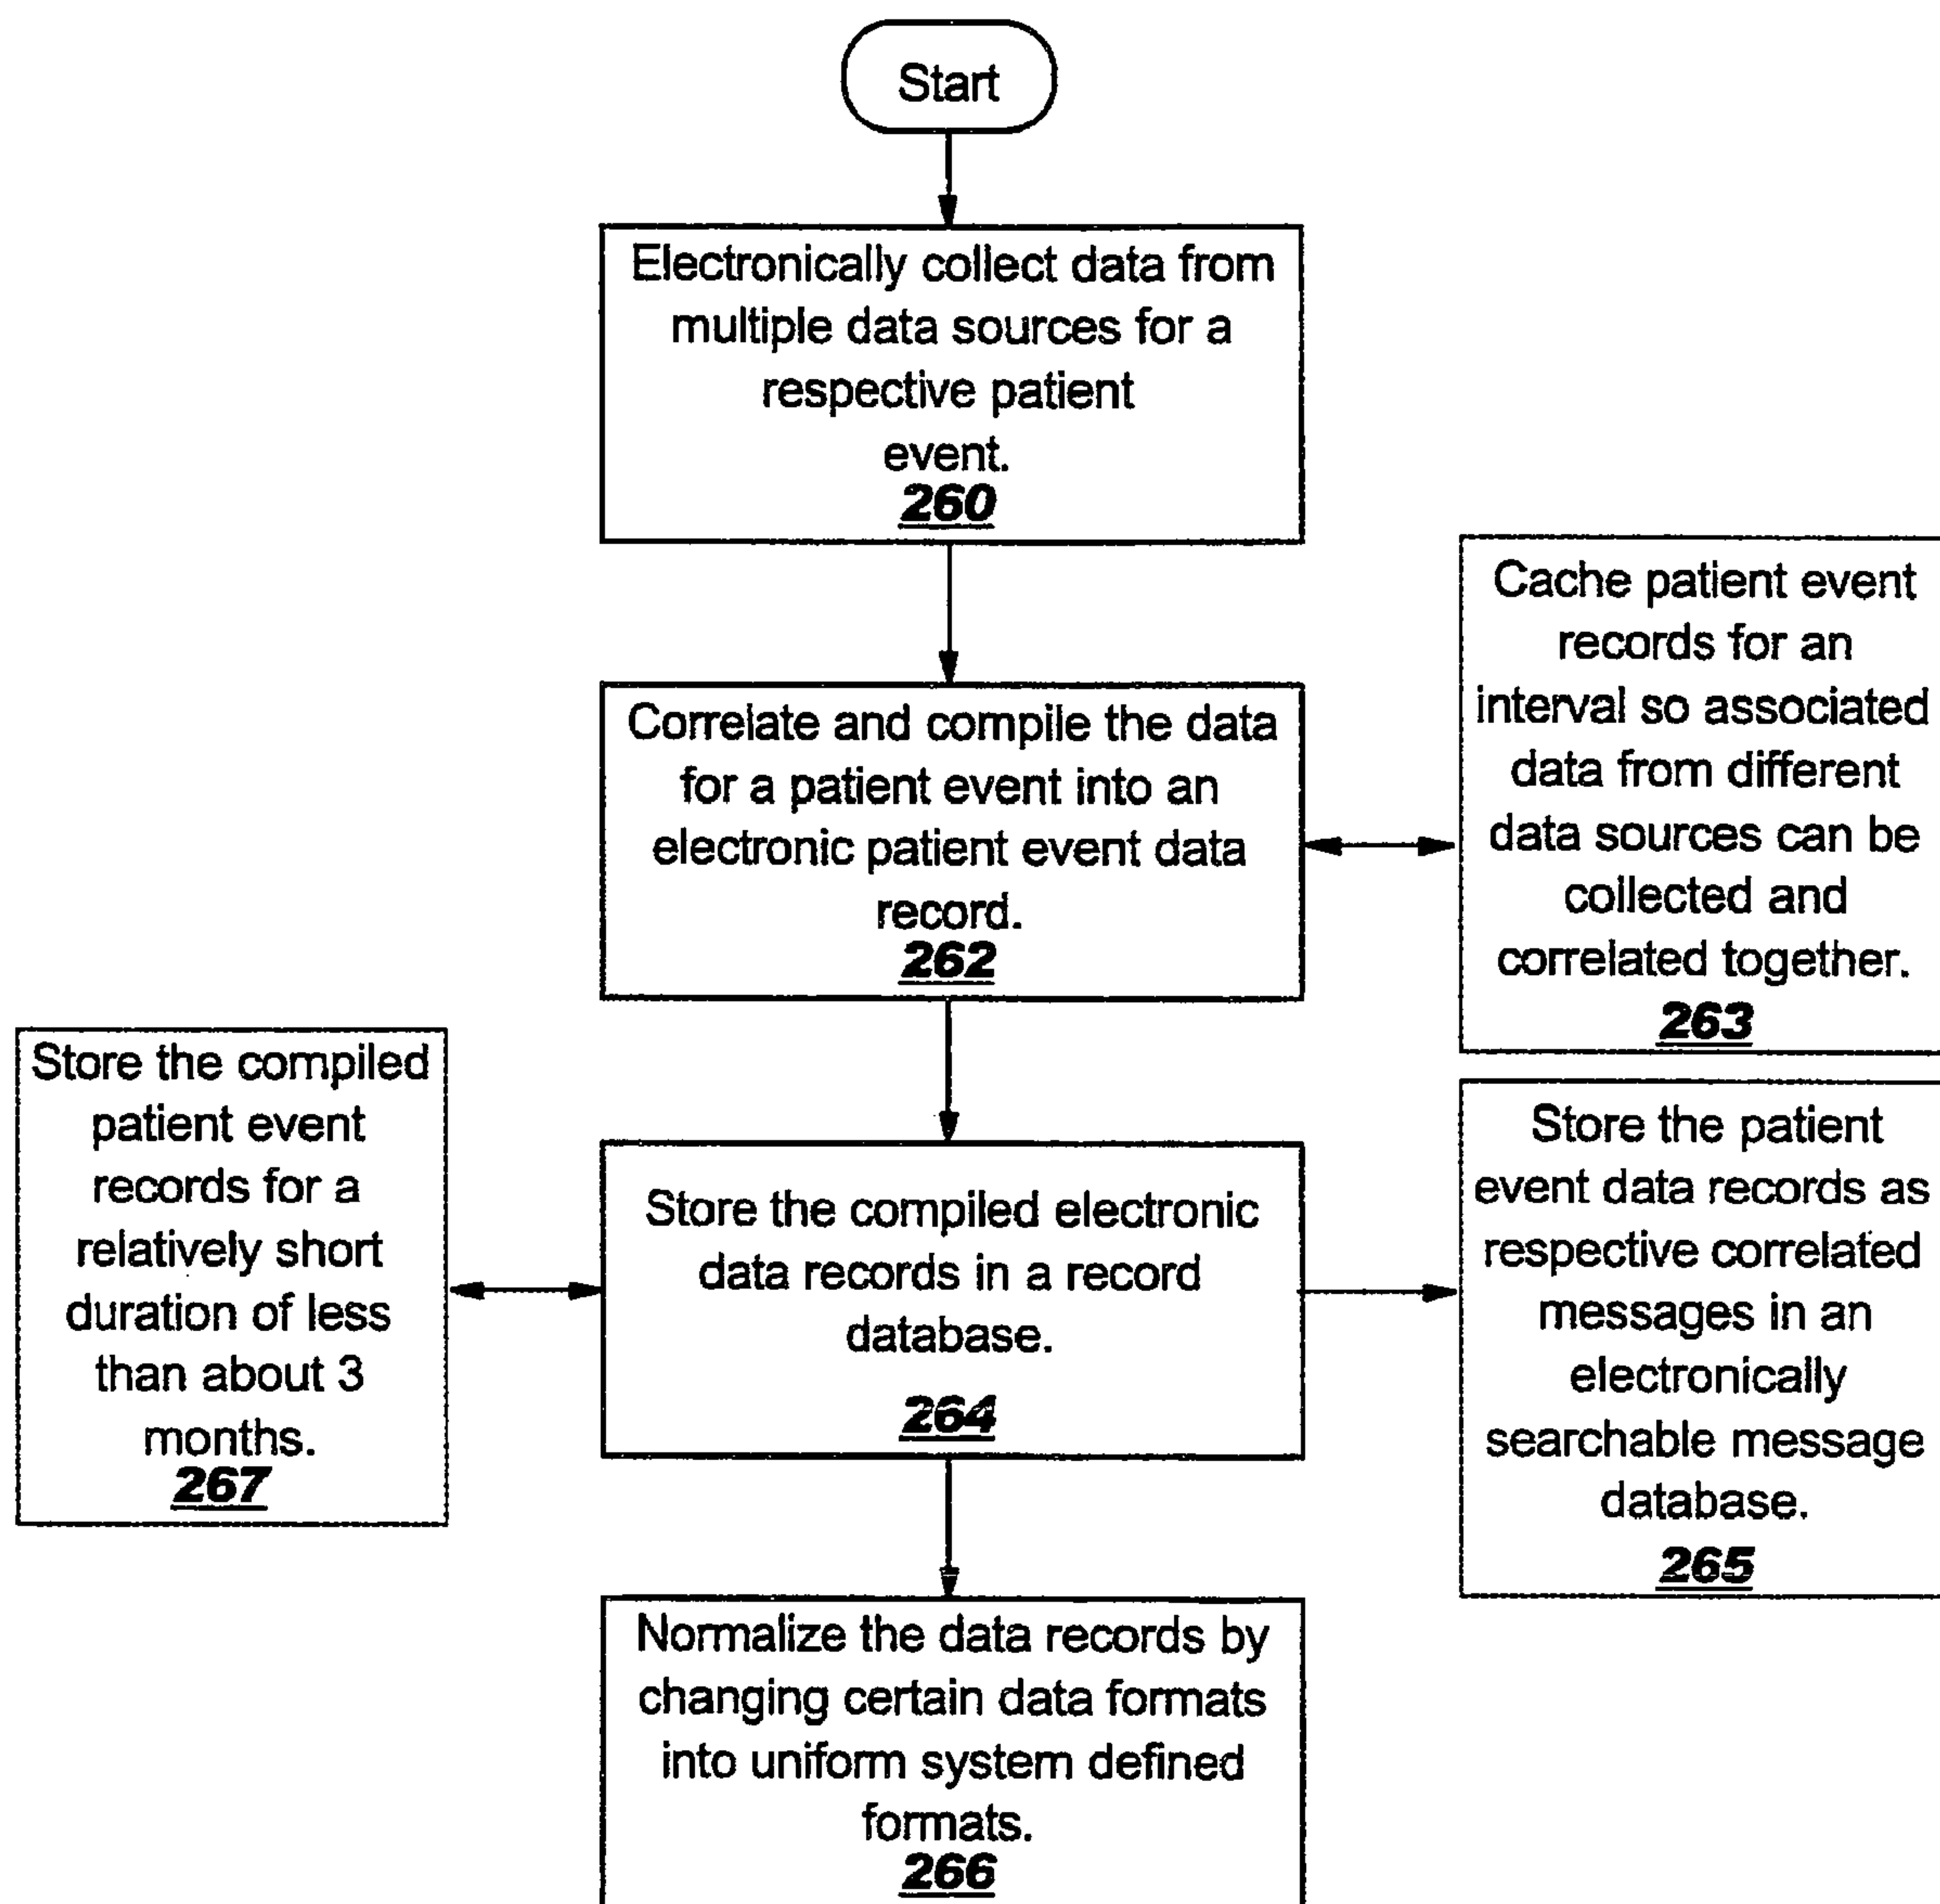 Start
Electronically collect data from
multiple data sources for a
respective patient
event.
260
Cache patient event
records for an
interval so associated
data from different
data sources can be
collected and
correlated together.
263
Correlate and compile the data
for a patient event into an
electronic patient event data
record.
262
Store the compiled
patient event
records for a
relatively short
duration of less
than about 3
months.
267
Store the compiled electronic
data records in a record
database.
264
Store the patient
event data records as
respective correlated
messages in an
electronically
searchable message
database.
265
Normalize the data records by
changing certain data formats
into uniform system defined
formats.
266